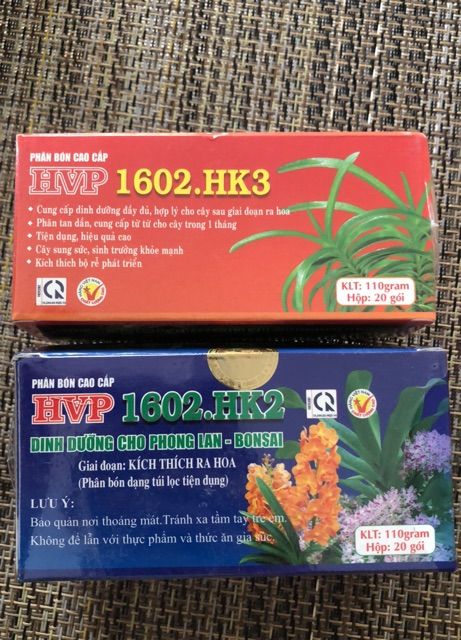 PHÂN BÓN CAO CẤP
HVP 1602.HK3
• Cung cấp dinh dưỡng đầy đủ, hợp lý cho cây sau giai đoạn ra hoa
• Phân tan dần, cung cấp từ từ cho cây trong 1 tháng
• Tiện dụng, hiệu quả cao
• Cây sung sức, sinh trưởng khỏe mạnh
• Kích thích bộ rễ phát triển
KLT: 110gram
Hộp: 20 gói
PHÂN BÓN CAO CẤP
HVP 1602.HK2
DINH DƯỠNG CHO PHONG LAN - BONSAI
Giai đoạn: KÍCH THÍCH RA HOA
(Phân bón dạng túi lọc tiện dụng)
LƯU Ý:
Bảo quản nơi thoáng mát.Tránh xa tầm tay trẻ em.
Không để lẫn với thực phẩm và thức ăn gia súc.
KLT: 110gram
Hộp: 20 gói